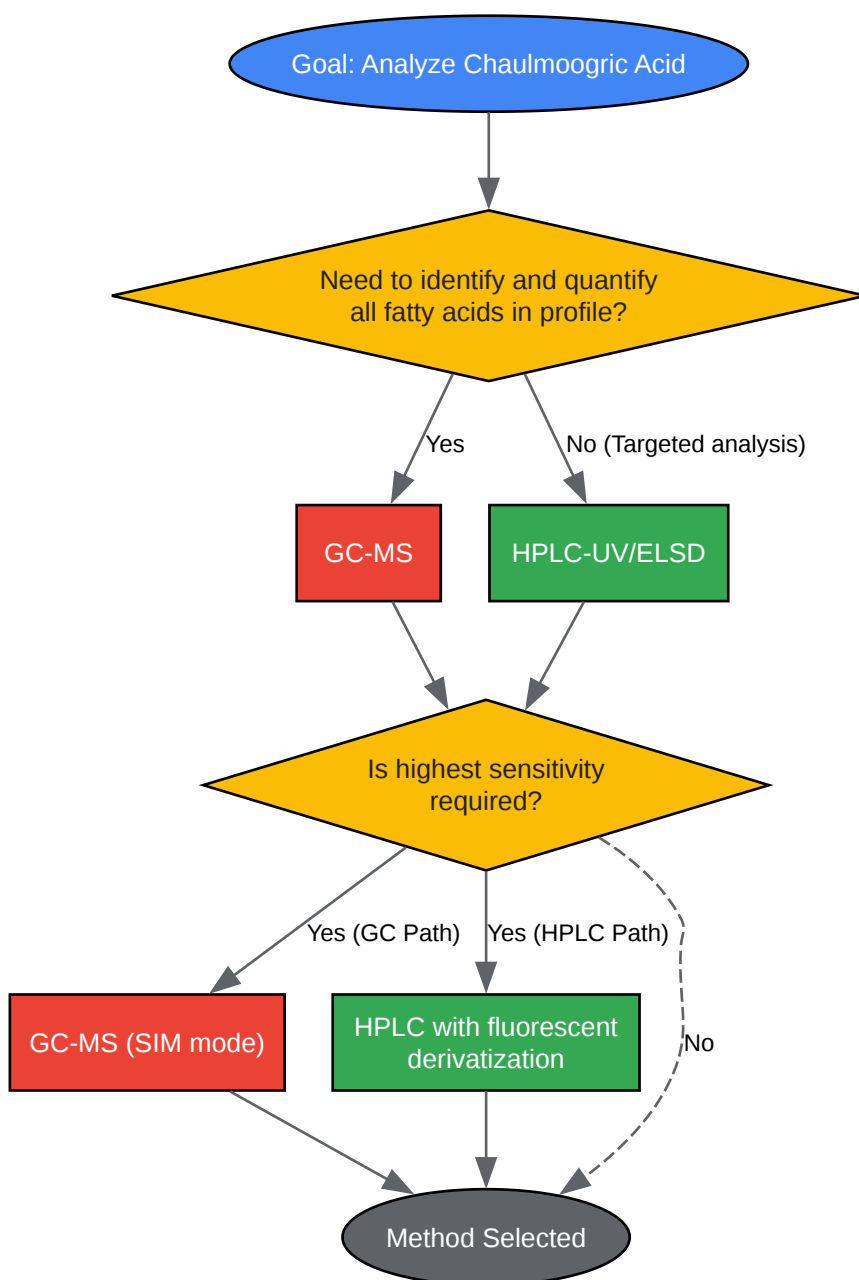 Goal: Analyze Chaulmoogric Acid
Need to identify and quantify
all fatty acids in profile?
Yes
No (Targeted analysis)
GC-MS
HPLC-UV/ELSD
Is highest sensitivity
required?
Yes (GC Path)
Yes (HPLC Path)
GC-MS (SIM mode)
HPLC with fluorescent
derivatization
No
Method Selected